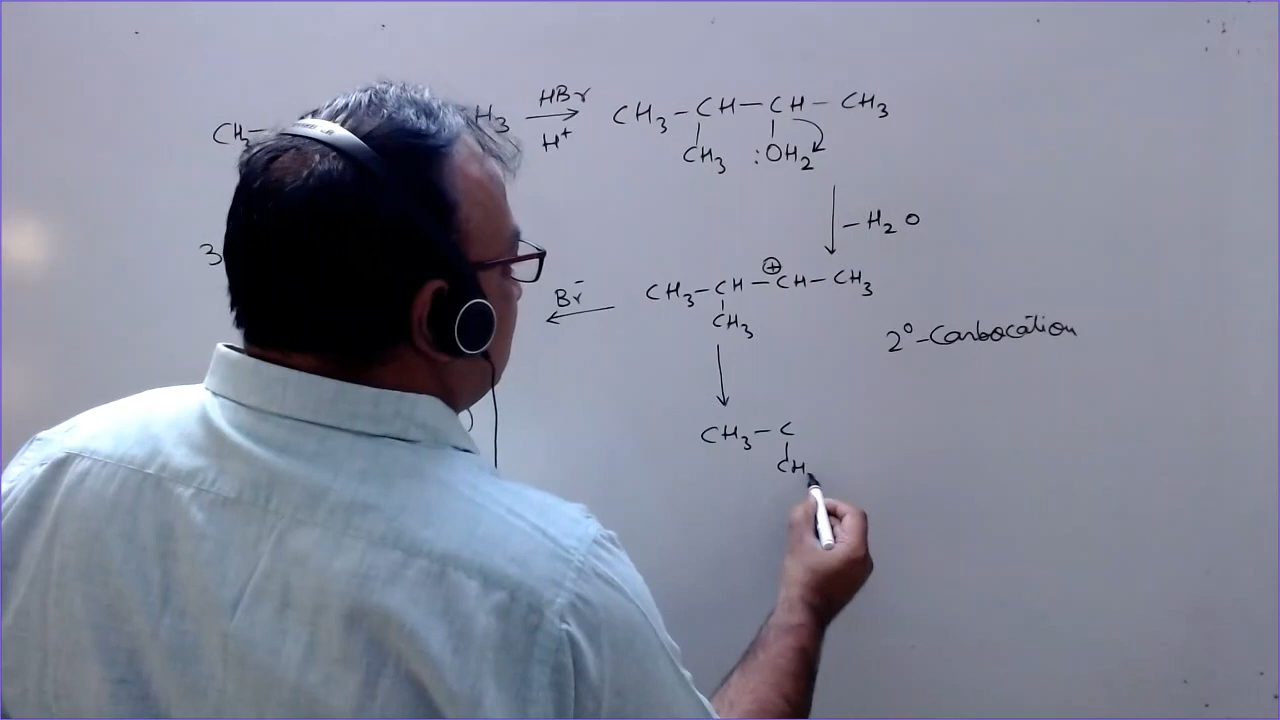 CH3– H3 HBr H+ CH3–CH–CH–CH3
CH3 :OH2
–H2O
3
Br– CH3–CH–⊕CH–CH3
CH3
2°-Carbocation
CH3–C
CH